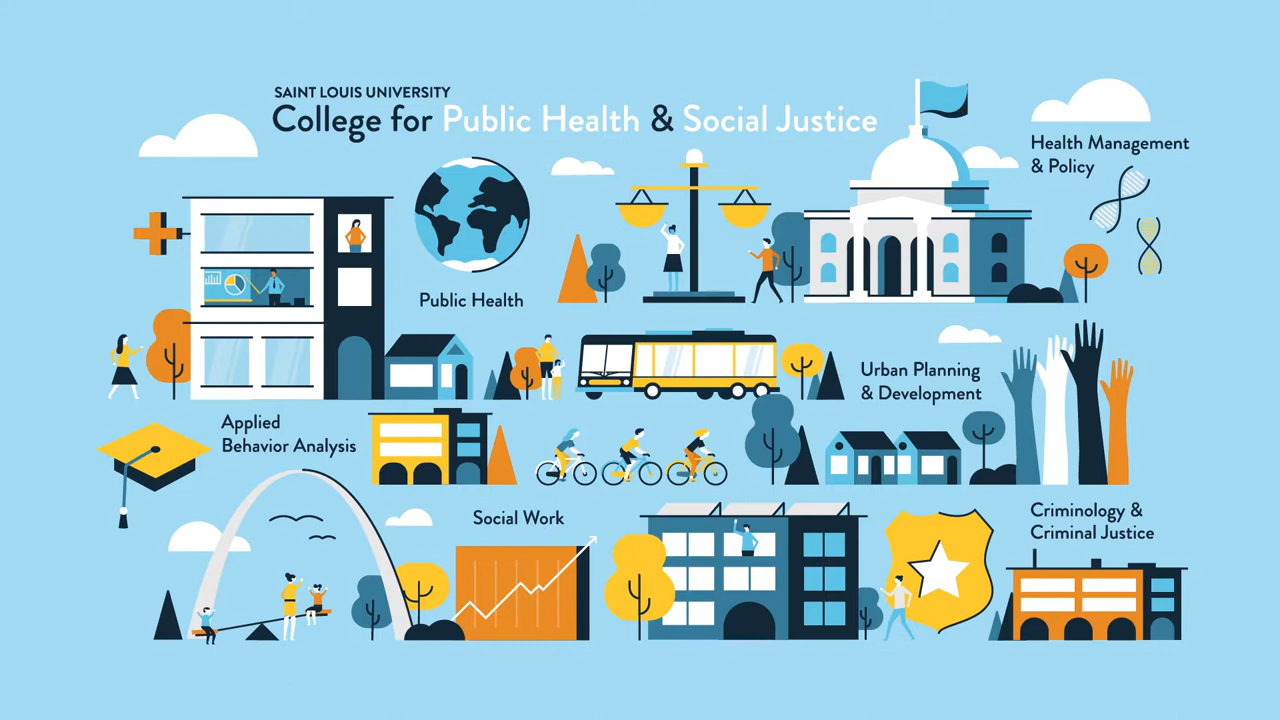 SAINT LOUIS UNIVERSITY
College for Public Health & Social Justice
Health Management
& Policy
Public Health
Urban Planning
& Development
Applied
Behavior Analysis
Social Work
Criminology &
Criminal Justice